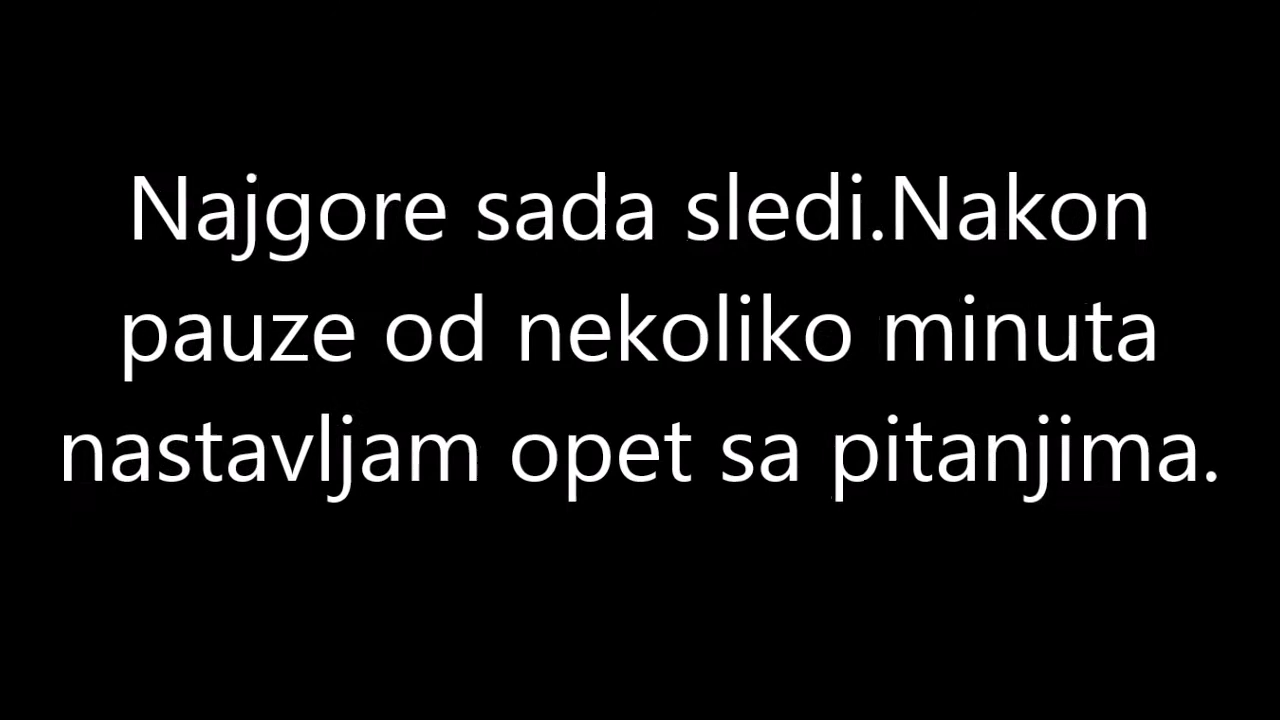 Najgore sada sledi.Nakon
pauze od nekoliko minuta
nastavljam opet sa pitanjima.